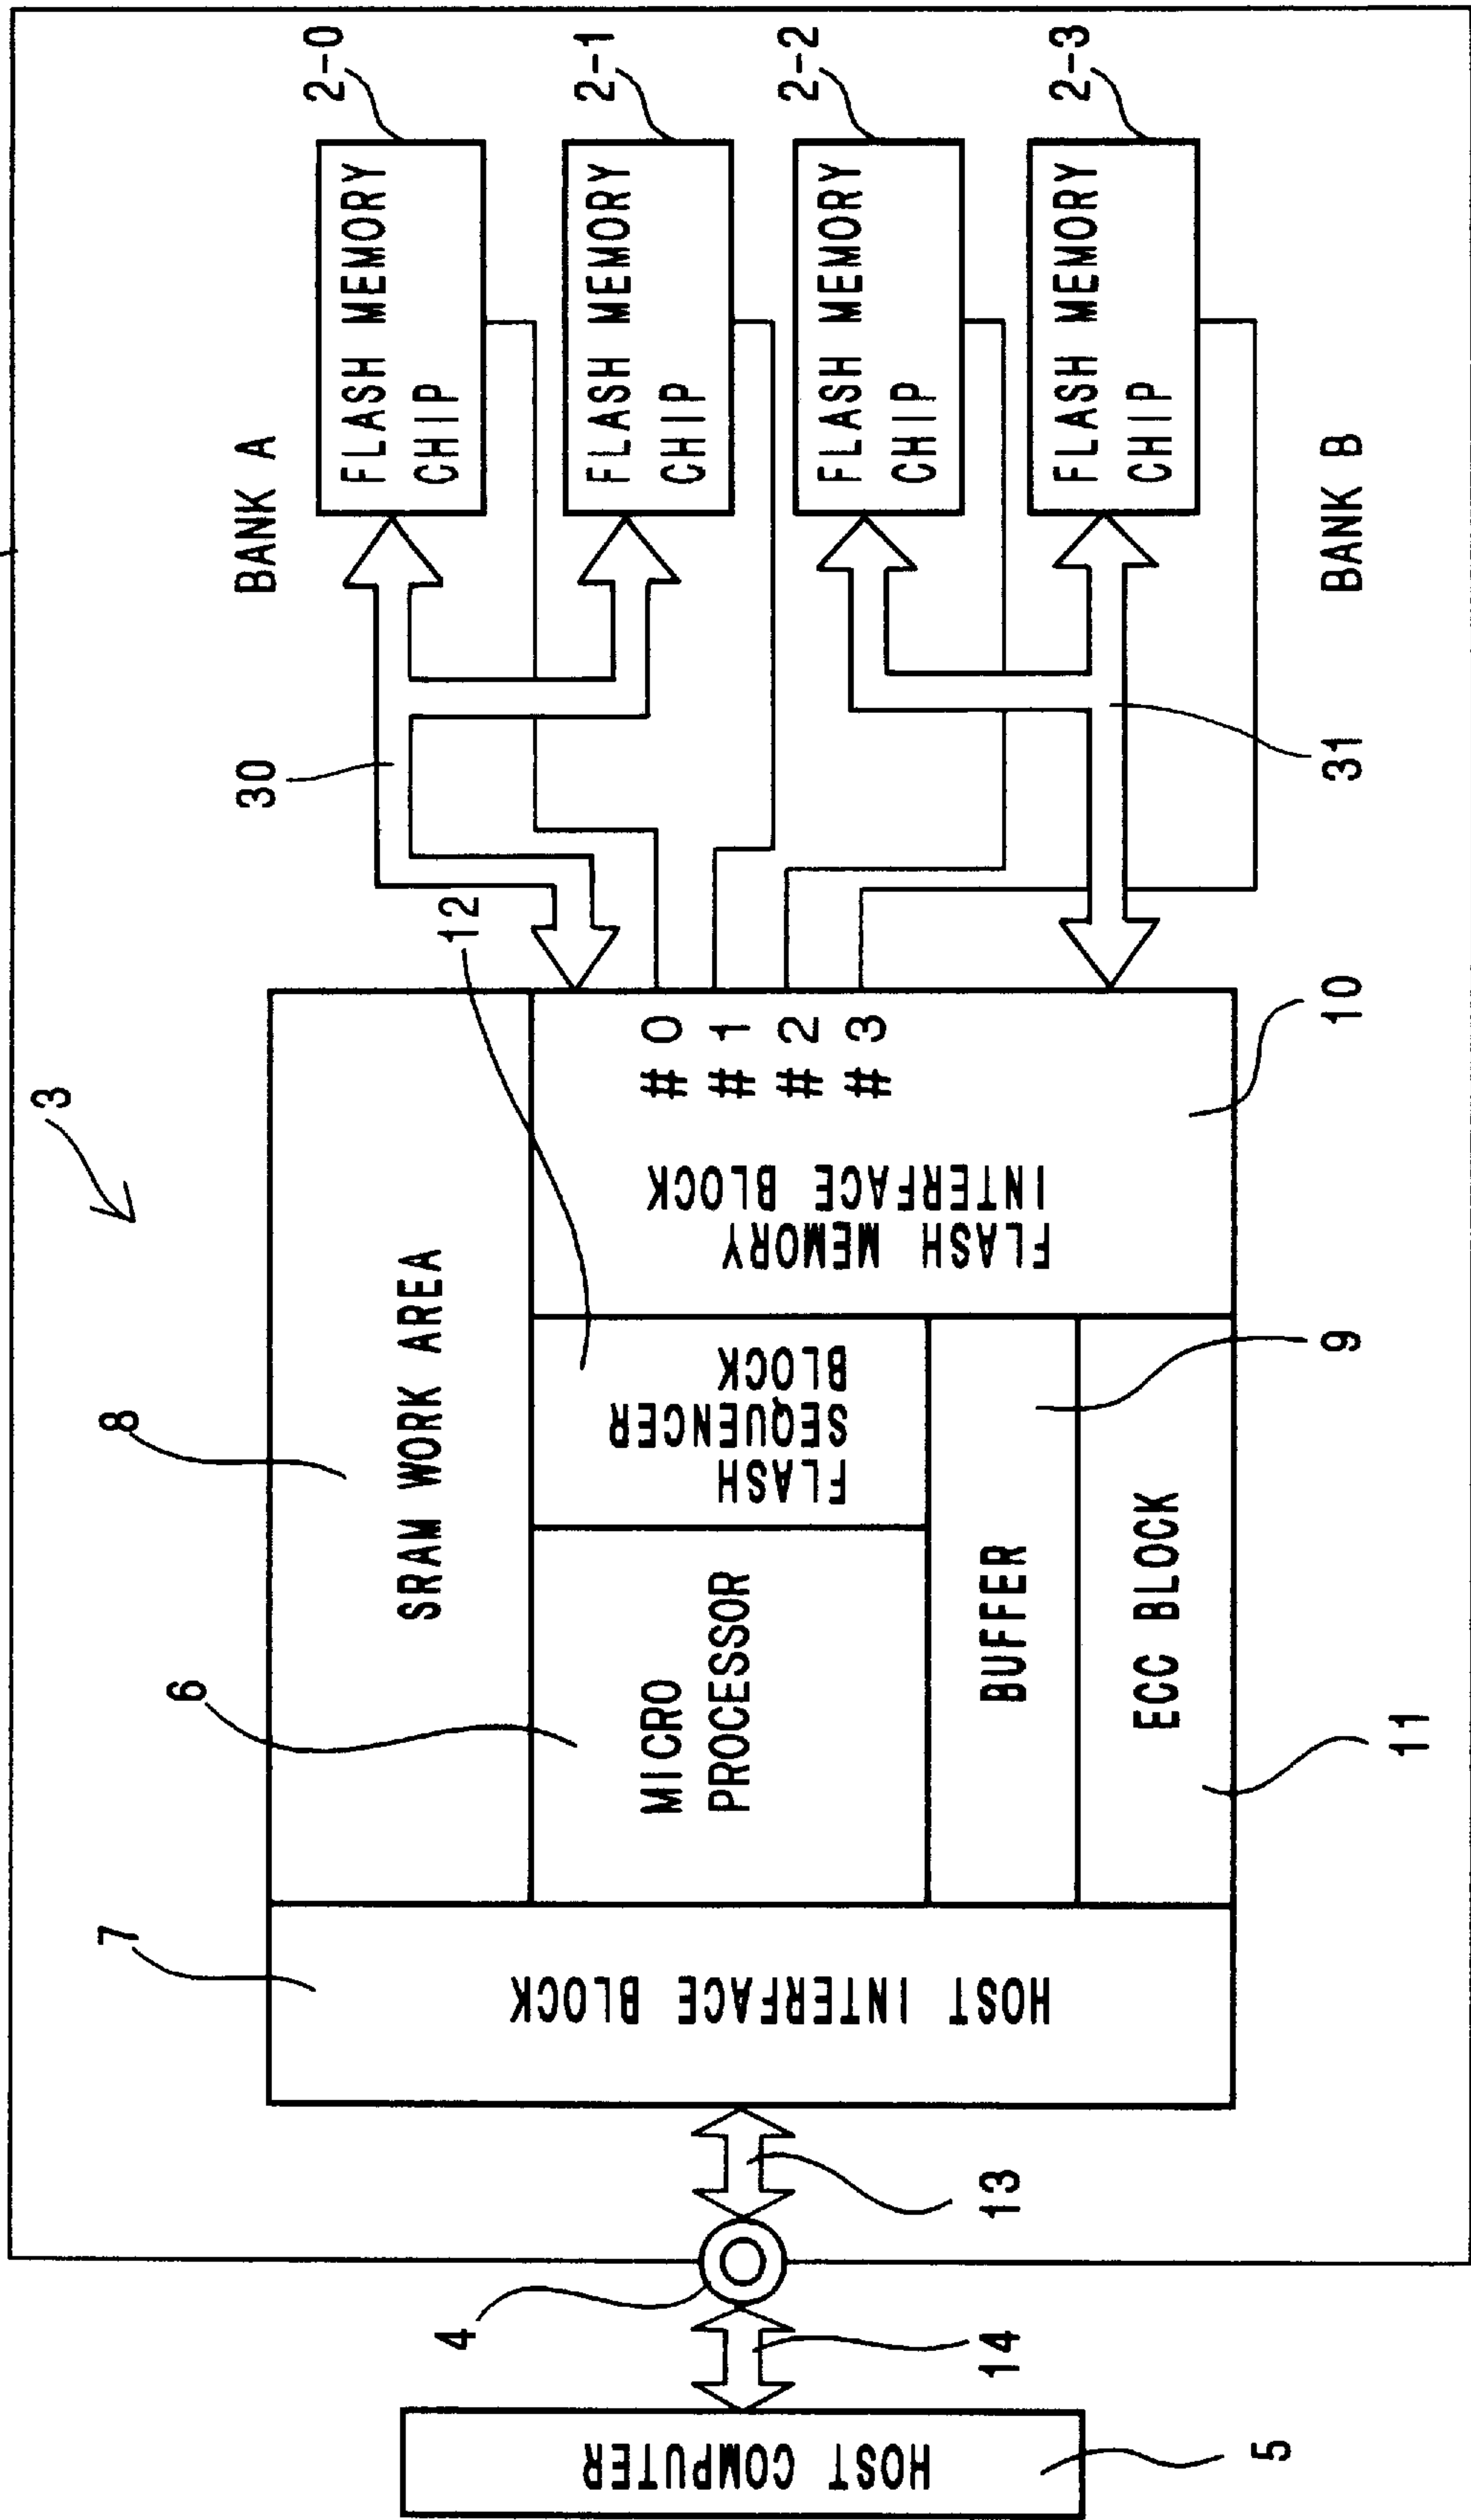 3
8
6
7
12
30
BANK A
2-0
2-1
2-2
2-3
FLASH MEMORY
CHIP
FLASH MEMORY
CHIP
FLASH MEMORY
CHIP
FLASH MEMORY
CHIP
BANK B
31
10
9
11
SRAM WORK AREA
MICRO
PROCESSOR
FLASH
SEQUENCER
BLOCK
FLASH MEMORY
INTERFACE BLOCK
# 0
# 1
# 2
# 3
BUFFER
ECC BLOCK
HOST INTERFACE BLOCK
13
4
14
HOST COMPUTER
5